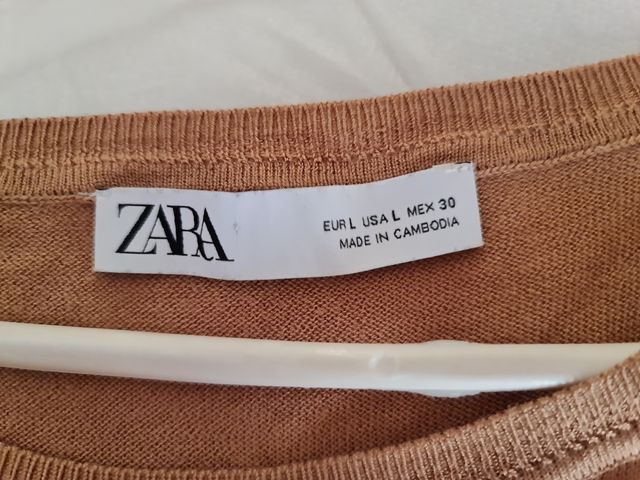 ZARA
EUR L USA L MEX 30
MADE IN CAMBODIA